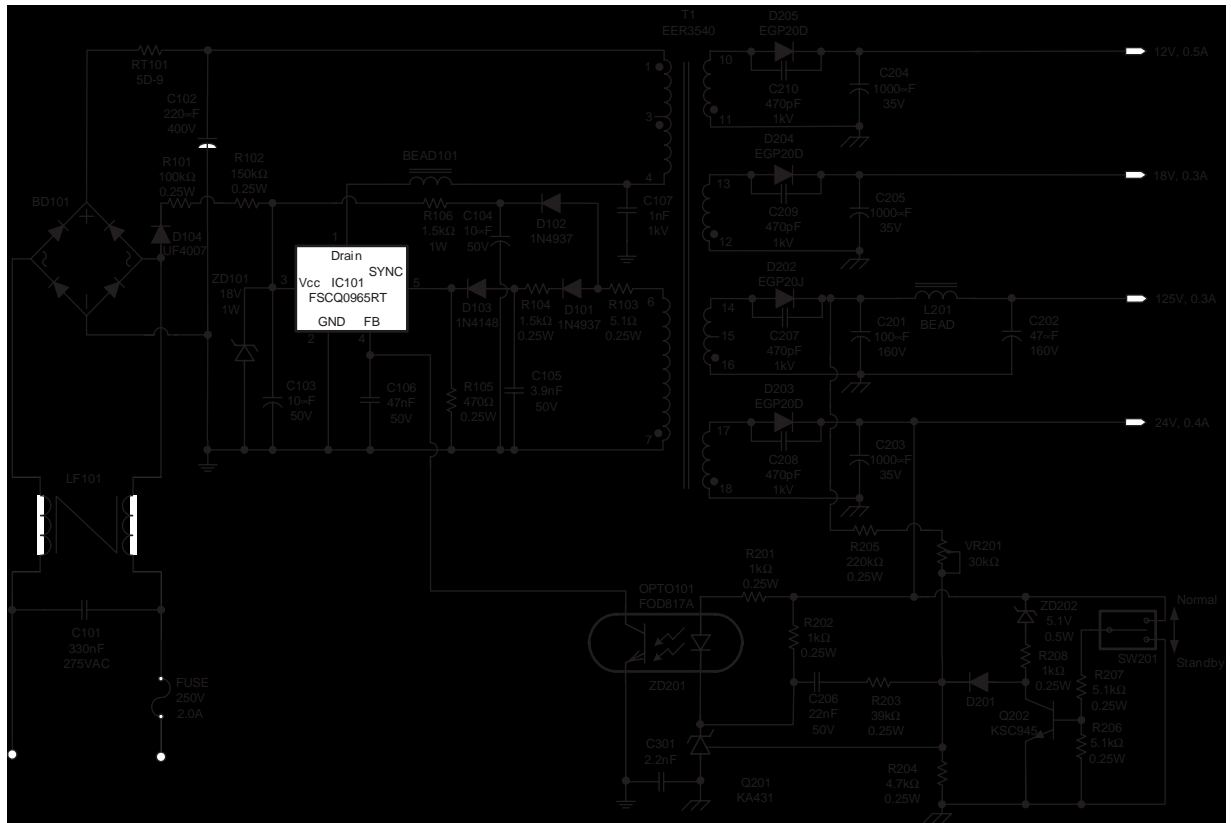 T1
EER3540
D205
EGP20D
RT101
5D-9
1
10
C210
470pF
1kV
C204
1000∞F
35V
12V, 0.5A
C102
220∞F
400V
3
11
R101
100kΩ
0.25W
R102
150kΩ
0.25W
BEAD101
4
D204
EGP20D
13
C209
470pF
1kV
C205
1000∞F
35V
18V, 0.3A
BD101
D104
UF4007
R106
1.5kΩ
1W
C104
10∞F
50V
D102
1N4937
C107
1nF
1kV
12
1
Drain
SYNC
3
Vcc
IC101
FSCQ0965RT
5
GND
FB
2
4
ZD101
18V
1W
D103
1N4148
R104
1.5kΩ
0.25W
D101
1N4937
R103
5.1Ω
0.25W
6
D202
EGP20J
14
15
16
C207
470pF
1kV
C201
100∞F
160V
L201
BEAD
C202
47∞F
160V
125V, 0.3A
C103
10∞F
50V
C106
47nF
50V
R105
470Ω
0.25W
C105
3.9nF
50V
7
D203
EGP20D
17
C208
470pF
1kV
C203
1000∞F
35V
24V, 0.4A
18
LF101
R205
220kΩ
0.25W
VR201
30kΩ
R201
1kΩ
0.25W
OPTO101
FOD817A
C101
330nF
275VAC
FUSE
250V
2.0A
R202
1kΩ
0.25W
ZD202
5.1V
0.5W
Normal
SW201
Standby
R208
1kΩ
0.25W
R207
5.1kΩ
0.25W
ZD201
C206
22nF
50V
R203
39kΩ
0.25W
D201
Q202
KSC945
R206
5.1kΩ
0.25W
C301
2.2nF
Q201
KA431
R204
4.7kΩ
0.25W